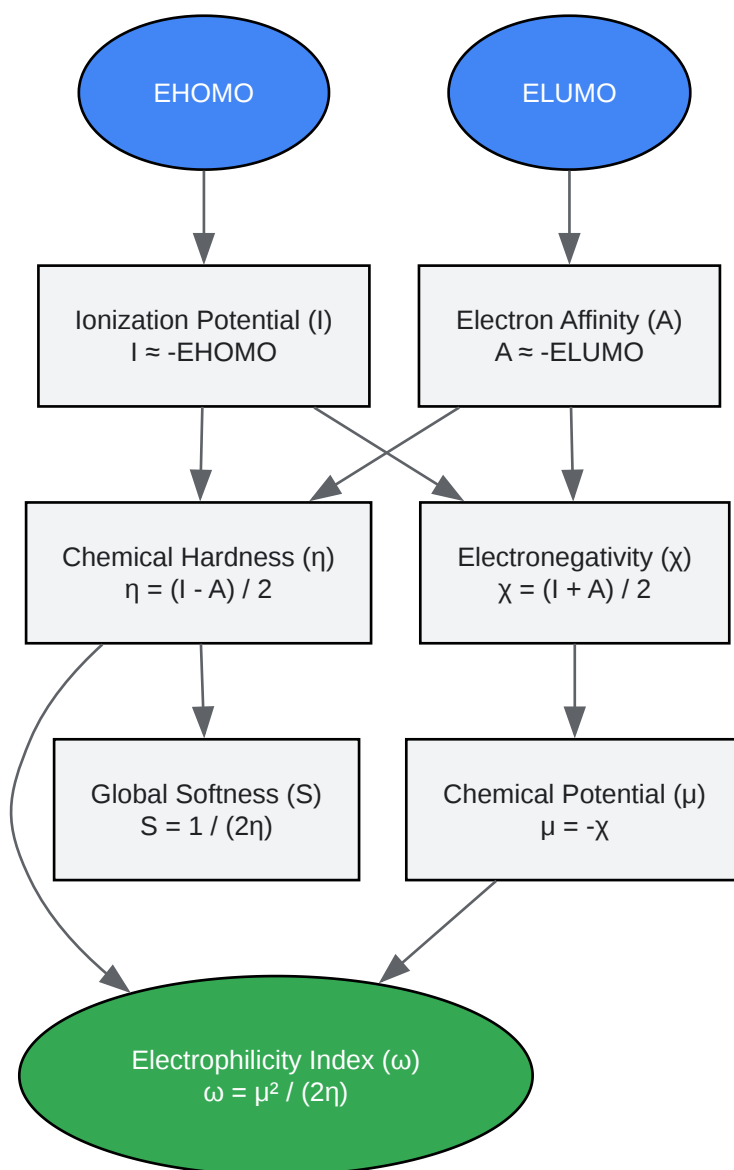 EHOMO
ELUMO
Ionization Potential (I)
I ≈ -EHOMO
Electron Affinity (A)
A ≈ -ELUMO
Chemical Hardness (η)
η = (I - A) / 2
Electronegativity (χ)
χ = (I + A) / 2
Global Softness (S)
S = 1 / (2η)
Chemical Potential (μ)
μ = -χ
Electrophilicity Index (ω)
ω = μ² / (2η)